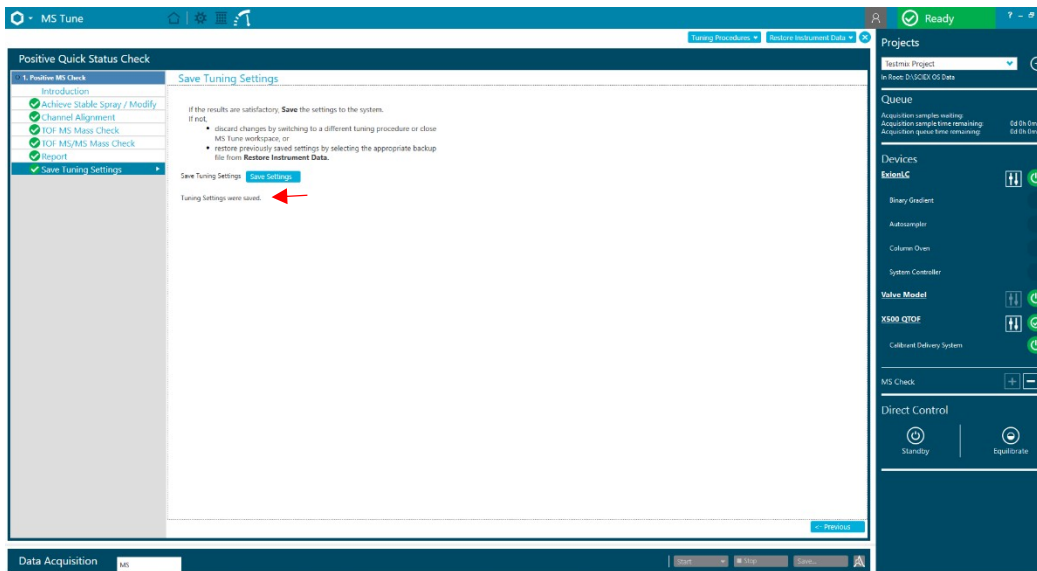 MS Tune
Ready
? – 
Tuning Procedures
Restore Instrument Data
Positive Quick Status Check
1. Positive MS Check
Introduction
Achieve Stable Spray / Modify
Channel Alignment
TOF MS Mass Check
TOF MS/MS Mass Check
Report
Save Tuning Settings
Save Tuning Settings
If the results are satisfactory, Save the settings to the system.
If not,
• discard changes by switching to a different tuning procedure or close
MS Tune workspace, or
• restore previously saved settings by selecting the appropriate backup
file from Restore Instrument Data.
Save Tuning Settings
Save Settings
Tuning Settings were saved.
<- Previous
Projects
Testmix Project
In Root: D:\SCIEX OS Data
Queue
Acquisition samples waiting:
Acquisition sample time remaining: 0d 0h 0m
Acquisition queue time remaining: 0d 0h 0m
Devices
ExionLC
Binary Gradient
Autosampler
Column Oven
System Controller
Valve Model
X500 QTOF
Calibrant Delivery System
MS Check
Direct Control
Standby
Equilibrate
Data Acquisition
MS
Start
Stop
Save...